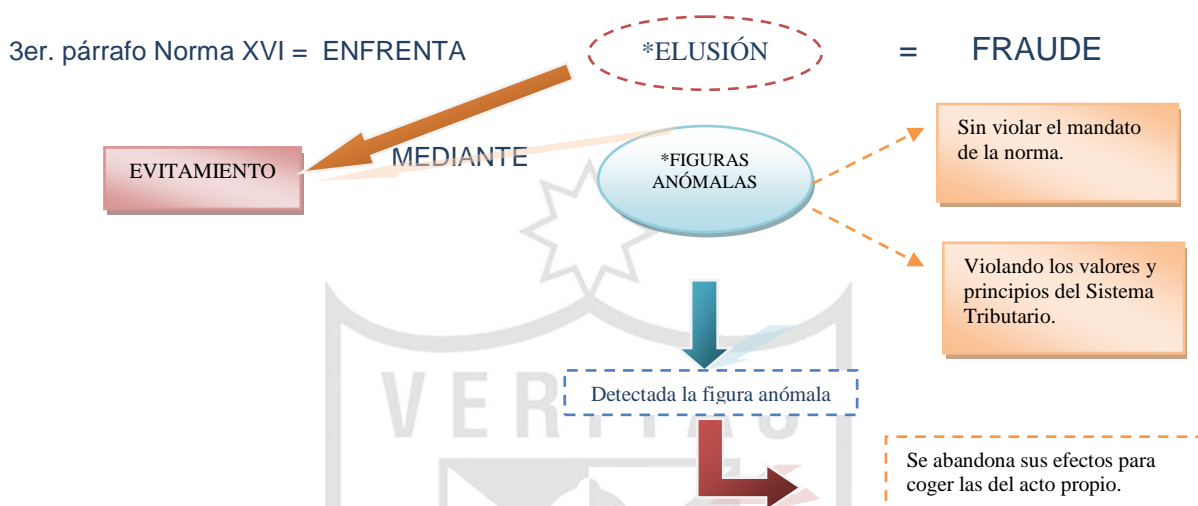 3er. párrafo Norma XVI = ENFRENTA *ELUSIÓN = FRAUDE
EVITAMIENTO
MEDIANTE
*FIGURAS
ANÓMALAS
Sin violar el mandato
de la norma.
Violando los valores y
principios del Sistema
Tributario.
Detectada la figura anómala
Se abandona sus efectos para
coger las del acto propio.
VERITAS